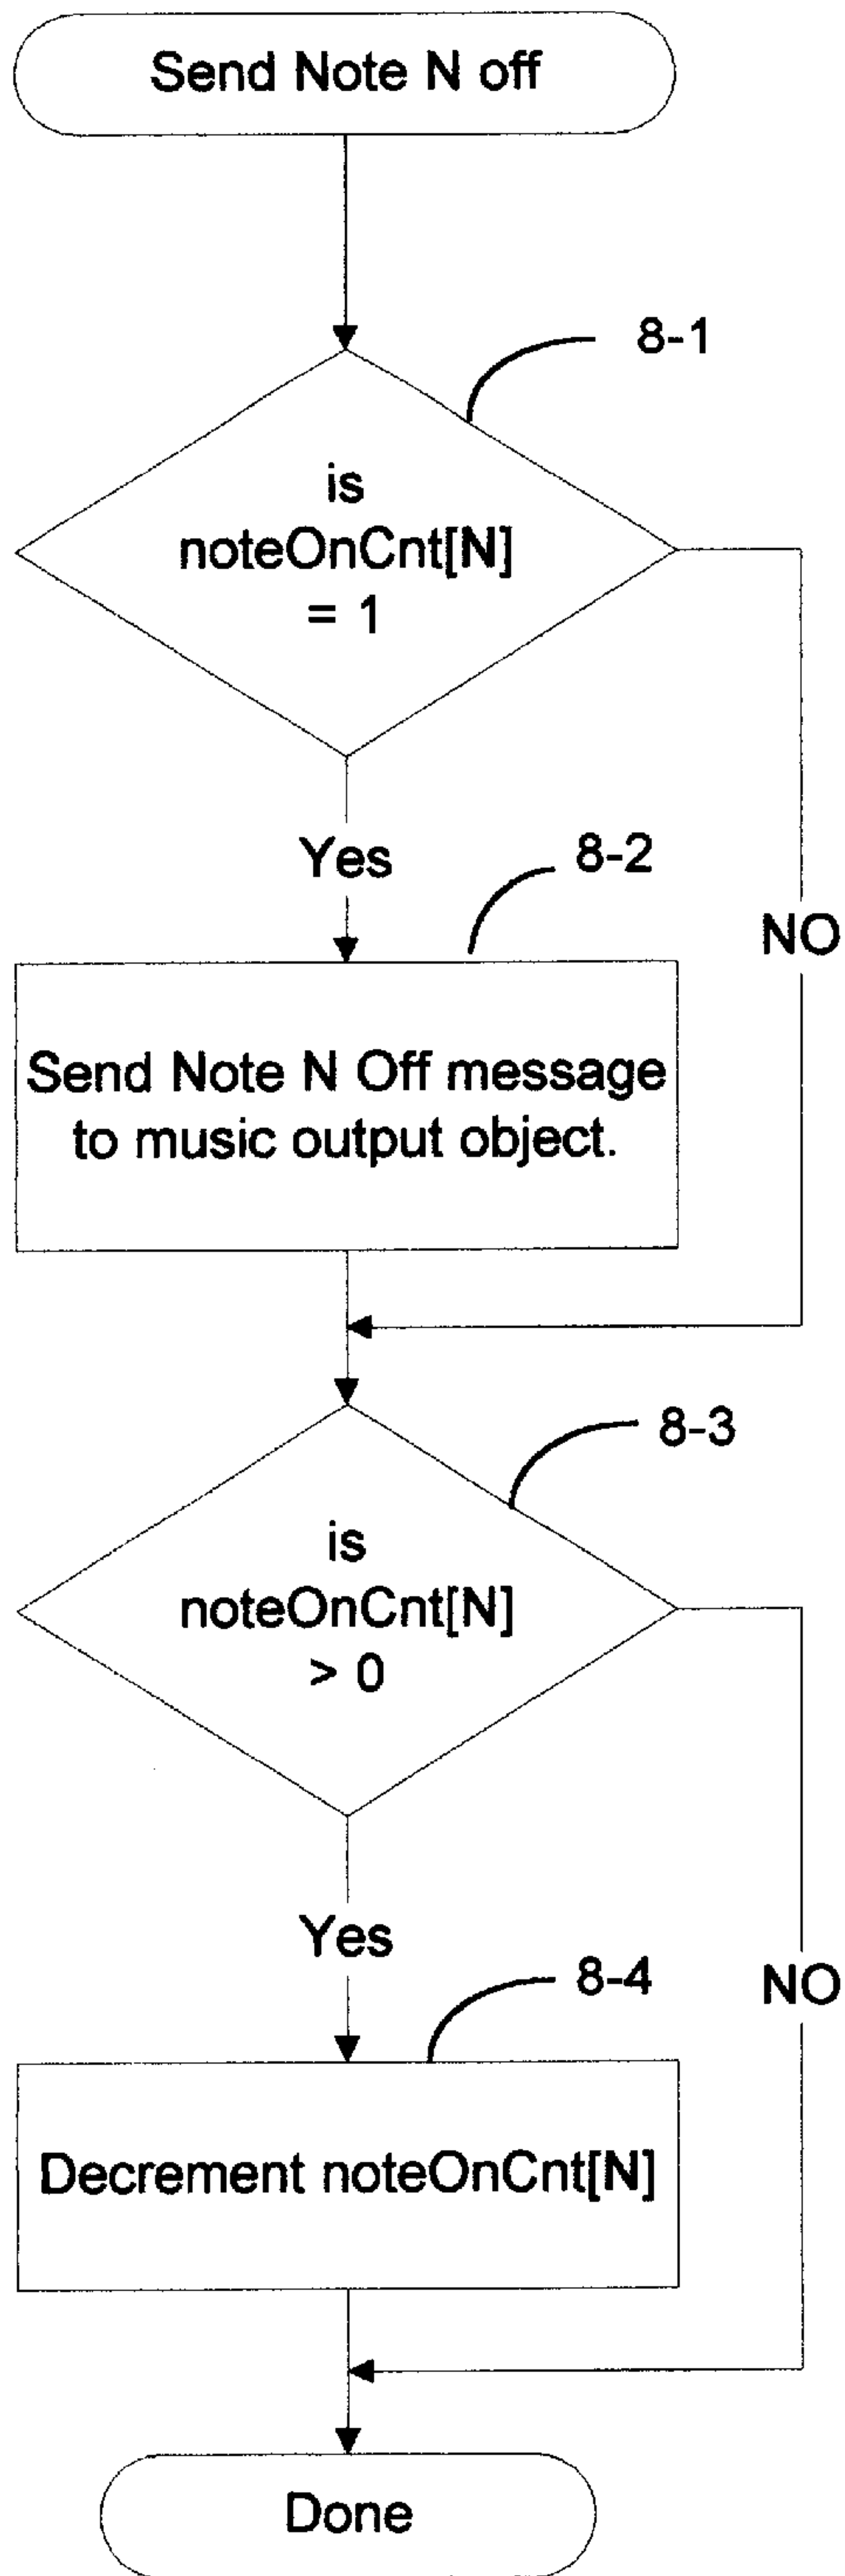 Send Note N off
8-1
is
noteOnCnt[N]
= 1
Yes
8-2
NO
Send Note N Off message
to music output object.
8-3
is
noteOnCnt[N]
> 0
Yes
8-4
NO
Decrement noteOnCnt[N]
Done